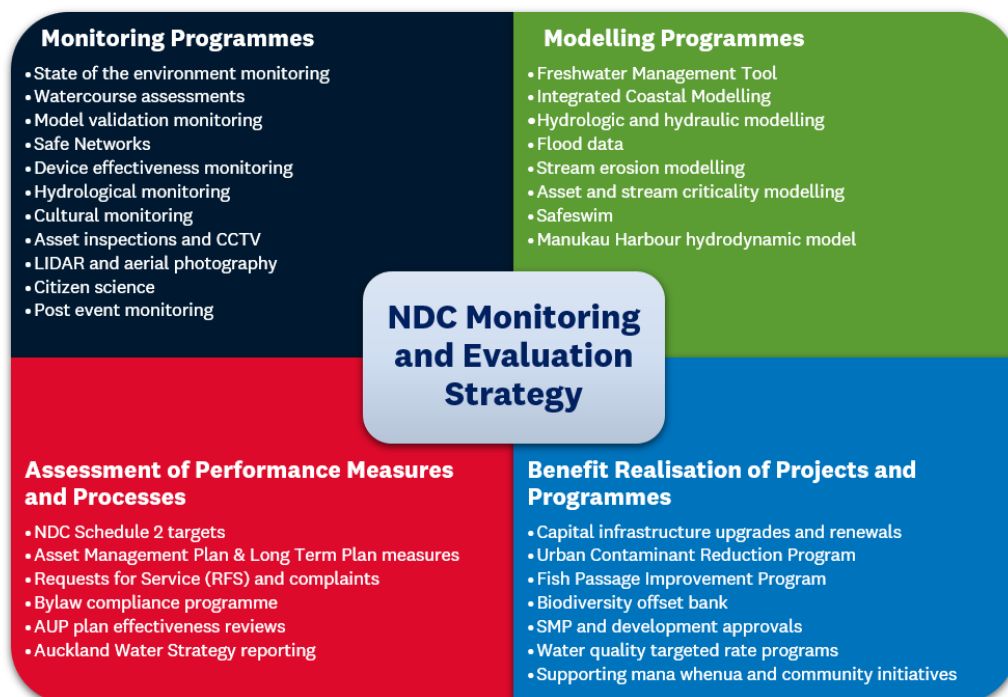 Monitoring Programmes
•State of the environment monitoring
•Watercourse assessments
•Model validation monitoring
•Safe Networks
•Device effectiveness monitoring
•Hydrological monitoring
•Cultural monitoring
•Asset inspections and CCTV
•LIDAR and aerial photography
•Citizen science
•Post event monitoring
Modelling Programmes
•Freshwater Management Tool
•Integrated Coastal Modelling
•Hydrologic and hydraulic modelling
•Flood data
•Stream erosion modelling
•Asset and stream criticality modelling
•Safeswim
•Manukau Harbour hydrodynamic model
NDC Monitoring
and Evaluation
Strategy
Assessment of Performance Measures
and Processes
•NDC Schedule 2 targets
•Asset Management Plan & Long Term Plan measures
•Requests for Service (RFS) and complaints
•Bylaw compliance programme
•AUP plan effectiveness reviews
•Auckland Water Strategy reporting
Benefit Realisation of Projects and
Programmes
•Capital infrastructure upgrades and renewals
•Urban Contaminant Reduction Program
•Fish Passage Improvement Program
•Biodiversity offset bank
•SMP and development approvals
•Water quality targeted rate programs
•Supporting mana whenua and community initiatives